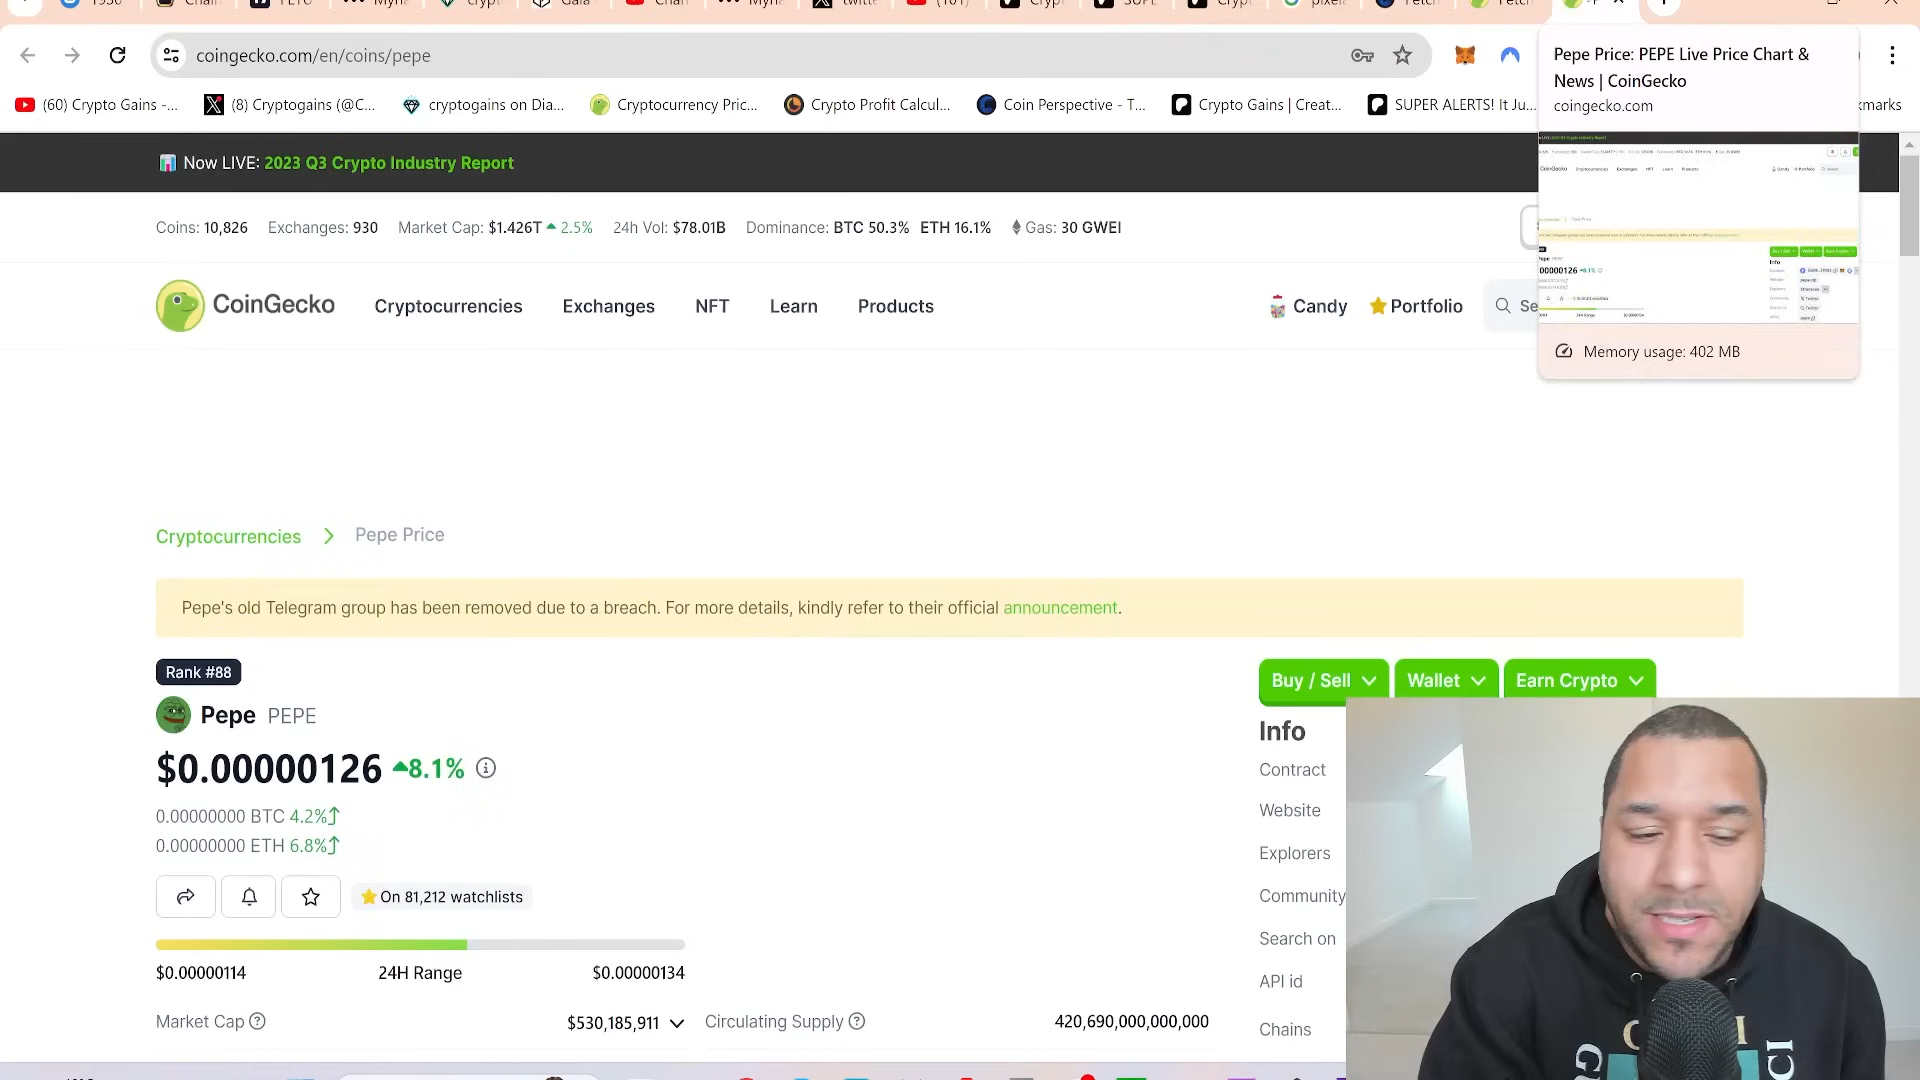 coingecko.com/en/coins/pepe
Pepe Price: PEPE Live Price Chart &
News | CoinGecko
coingecko.com
(60) Crypto Gains -...
(8) Cryptogains (@C...
cryptogains on Dia...
Cryptocurrency Pric...
Crypto Profit Calcul...
Coin Perspective - T...
Crypto Gains | Creat...
SUPER ALERTS! It Ju...
Now LIVE: 2023 Q3 Crypto Industry Report
Coins: 10,826 Exchanges: 930 Market Cap: $1.426T 2.5% 24h Vol: $78.01B Dominance: BTC 50.3% ETH 16.1% Gas: 30 GWEI
CoinGecko Cryptocurrencies Exchanges NFT Learn Products Candy Portfolio Se
Memory usage: 402 MB
Cryptocurrencies > Pepe Price
Pepe's old Telegram group has been removed due to a breach. For more details, kindly refer to their official announcement.
Rank #88
Pepe PEPE
$0.00000126 8.1%
0.00000000 BTC 4.2%
0.00000000 ETH 6.8%
On 81,212 watchlists
$0.00000114 24H Range $0.00000134
Market Cap $530,185,911 Circulating Supply 420,690,000,000,000
Buy / Sell Wallet Earn Crypto
Info
Contract
Website
Explorers
Community
Search on
API id
Chains